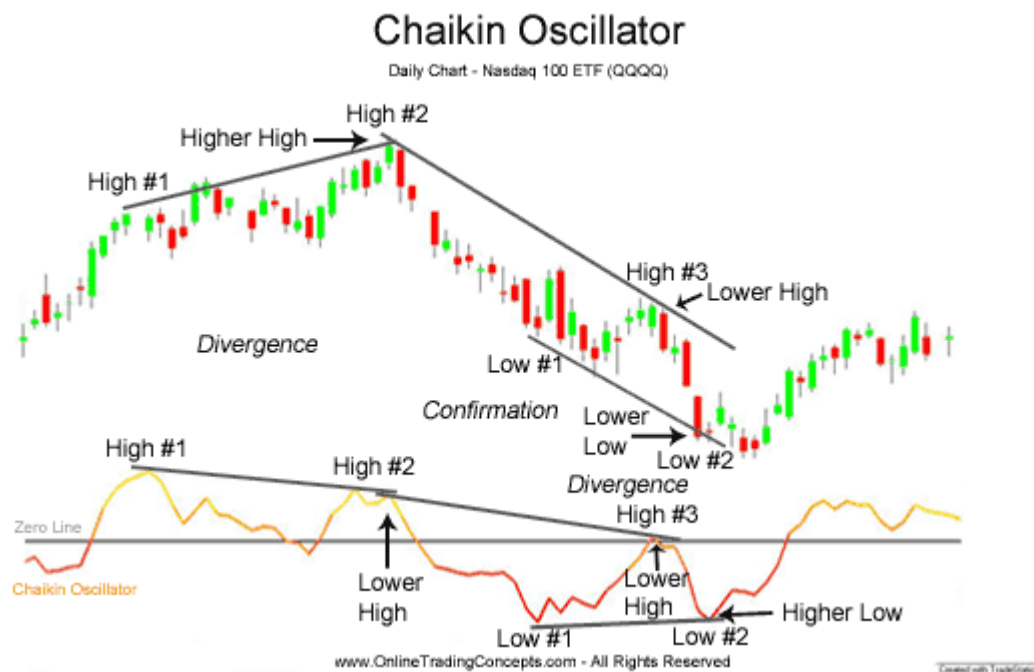 Chaikin Oscillator
Daily Chart - Nasdaq 100 ETF (QQQQ)
High #2
Higher High
High #1
High #3
Lower High
Divergence
Low #1
Confirmation
Lower
Low
Low #2
High #1
High #2
Divergence
High #3
Zero Line
Chaikin Oscillator
Lower
High
Lower
High
Higher Low
Low #1
Low #2
www.OnlineTradingConcepts.com - All Rights Reserved
Created with